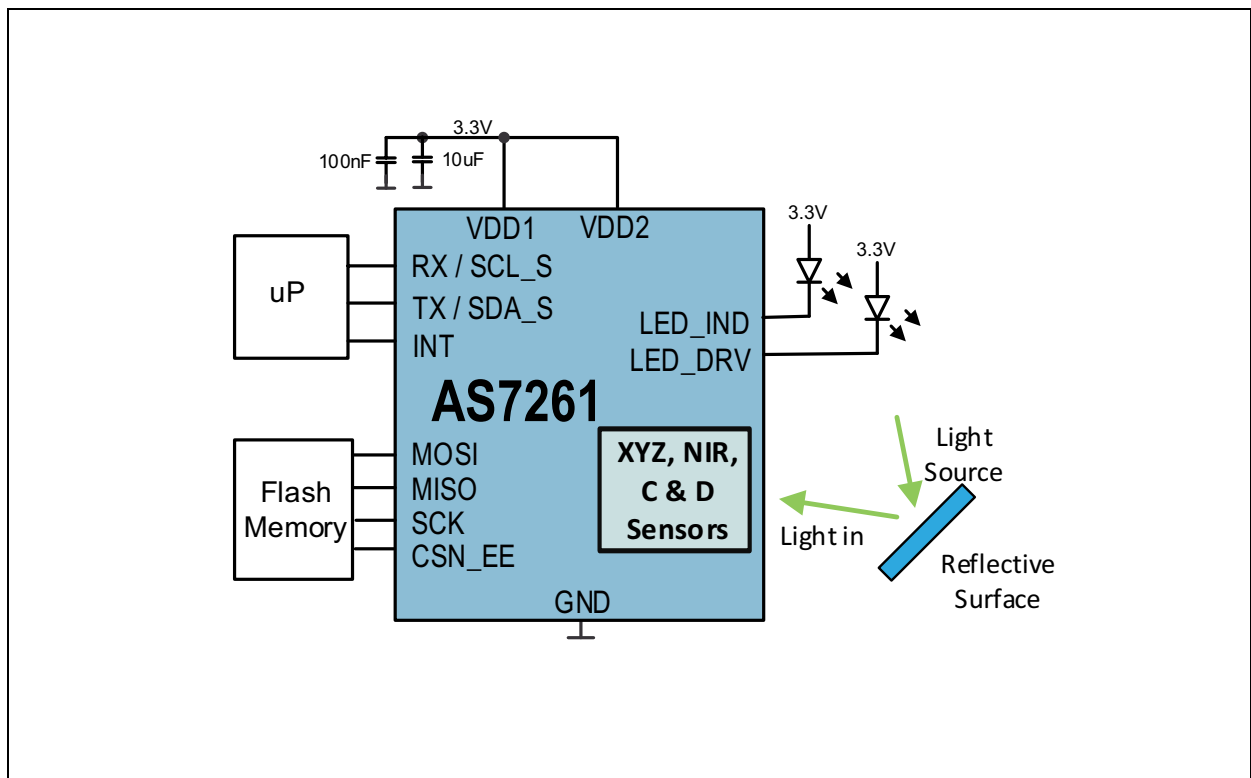 3.3V
100nF
10uF
VDD1
VDD2
3.3V
3.3V
uP
RX / SCL_S
TX / SDA_S
INT
LED_IND
LED_DRV
AS7261
Flash
Memory
MOSI
MISO
SCK
CSN_EE
XYZ, NIR,
C & D
Sensors
Light
Source
Light in
Reflective
Surface
GND